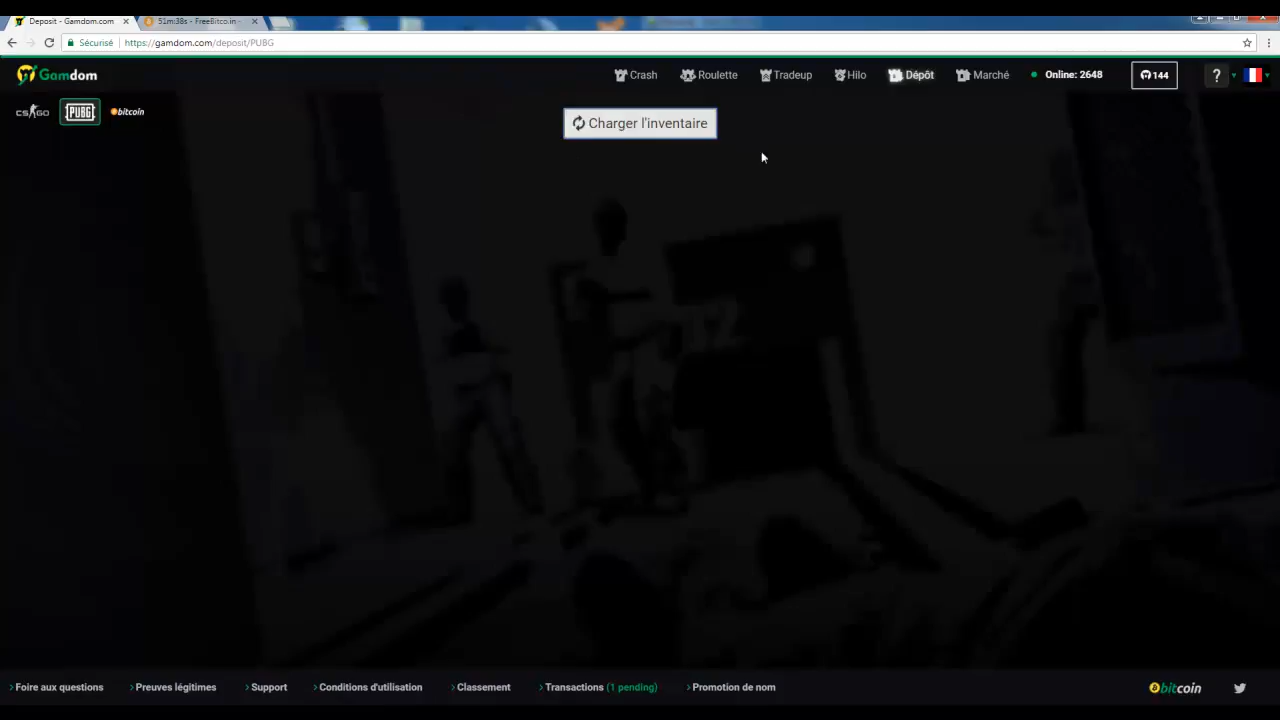 Deposit - Gamdom.com
51m:38s - FreeBitco.in -
Sécurisé
https://gamdom.com/deposit/PUBG
Gamdom
Crash
Roulette
Tradeup
Hilo
Dépôt
Marché
Online: 2648
144
?
CS GO
PUBG
bitcoin
Charger l'inventaire
Foire aux questions
Preuves légitimes
Support
Conditions d'utilisation
Classement
Transactions (1 pending)
Promotion de nom
bitcoin